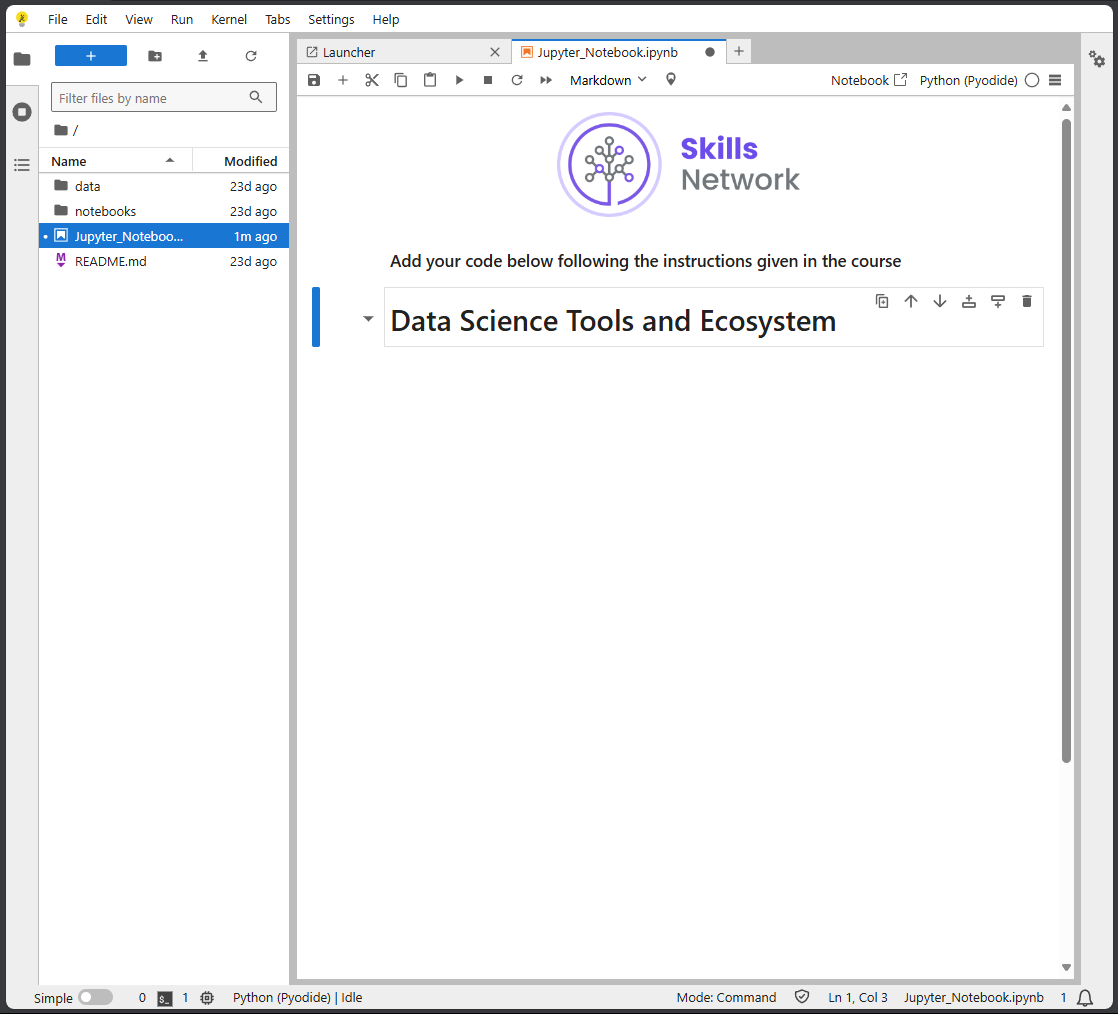 File Edit View Run Kernel Tabs Settings Help
Launcher
Jupyter_Notebook.ipynb
Markdown
Notebook
Python (Pyodide)
Filter files by name
/
Name Modified
data 23d ago
notebooks 23d ago
Jupyter_Noteboo... 1m ago
README.md 23d ago
Skills
Network
Add your code below following the instructions given in the course
Data Science Tools and Ecosystem
Simple 0 $_ 1 Python (Pyodide) | Idle Mode: Command Ln 1, Col 3 Jupyter_Notebook.ipynb 1